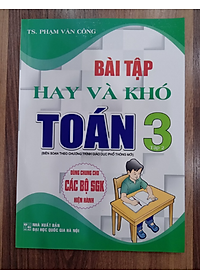 TS. PHẠM VĂN CÔNG
BÀI TẬP
HAY VÀ KHÓ
TOÁN 3
(BIÊN SOẠN THEO CHƯƠNG TRÌNH GIÁO DỤC PHỔ THÔNG MỚI)
DÙNG CHUNG CHO
CÁC BỘ SGK
HIỆN HÀNH
NHÀ XUẤT BẢN
ĐẠI HỌC QUỐC GIA HÀ NỘI